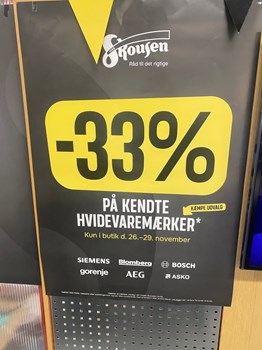 Skousen
Råd til det rigtige
-33%
PÅ KENDTE
KÆMPE UDVALG
HVIDEVAREMÆRKER*
Kun i butik d. 26.-29. november
SIEMENS Blomberg BOSCH
gorenje AEG ASKO